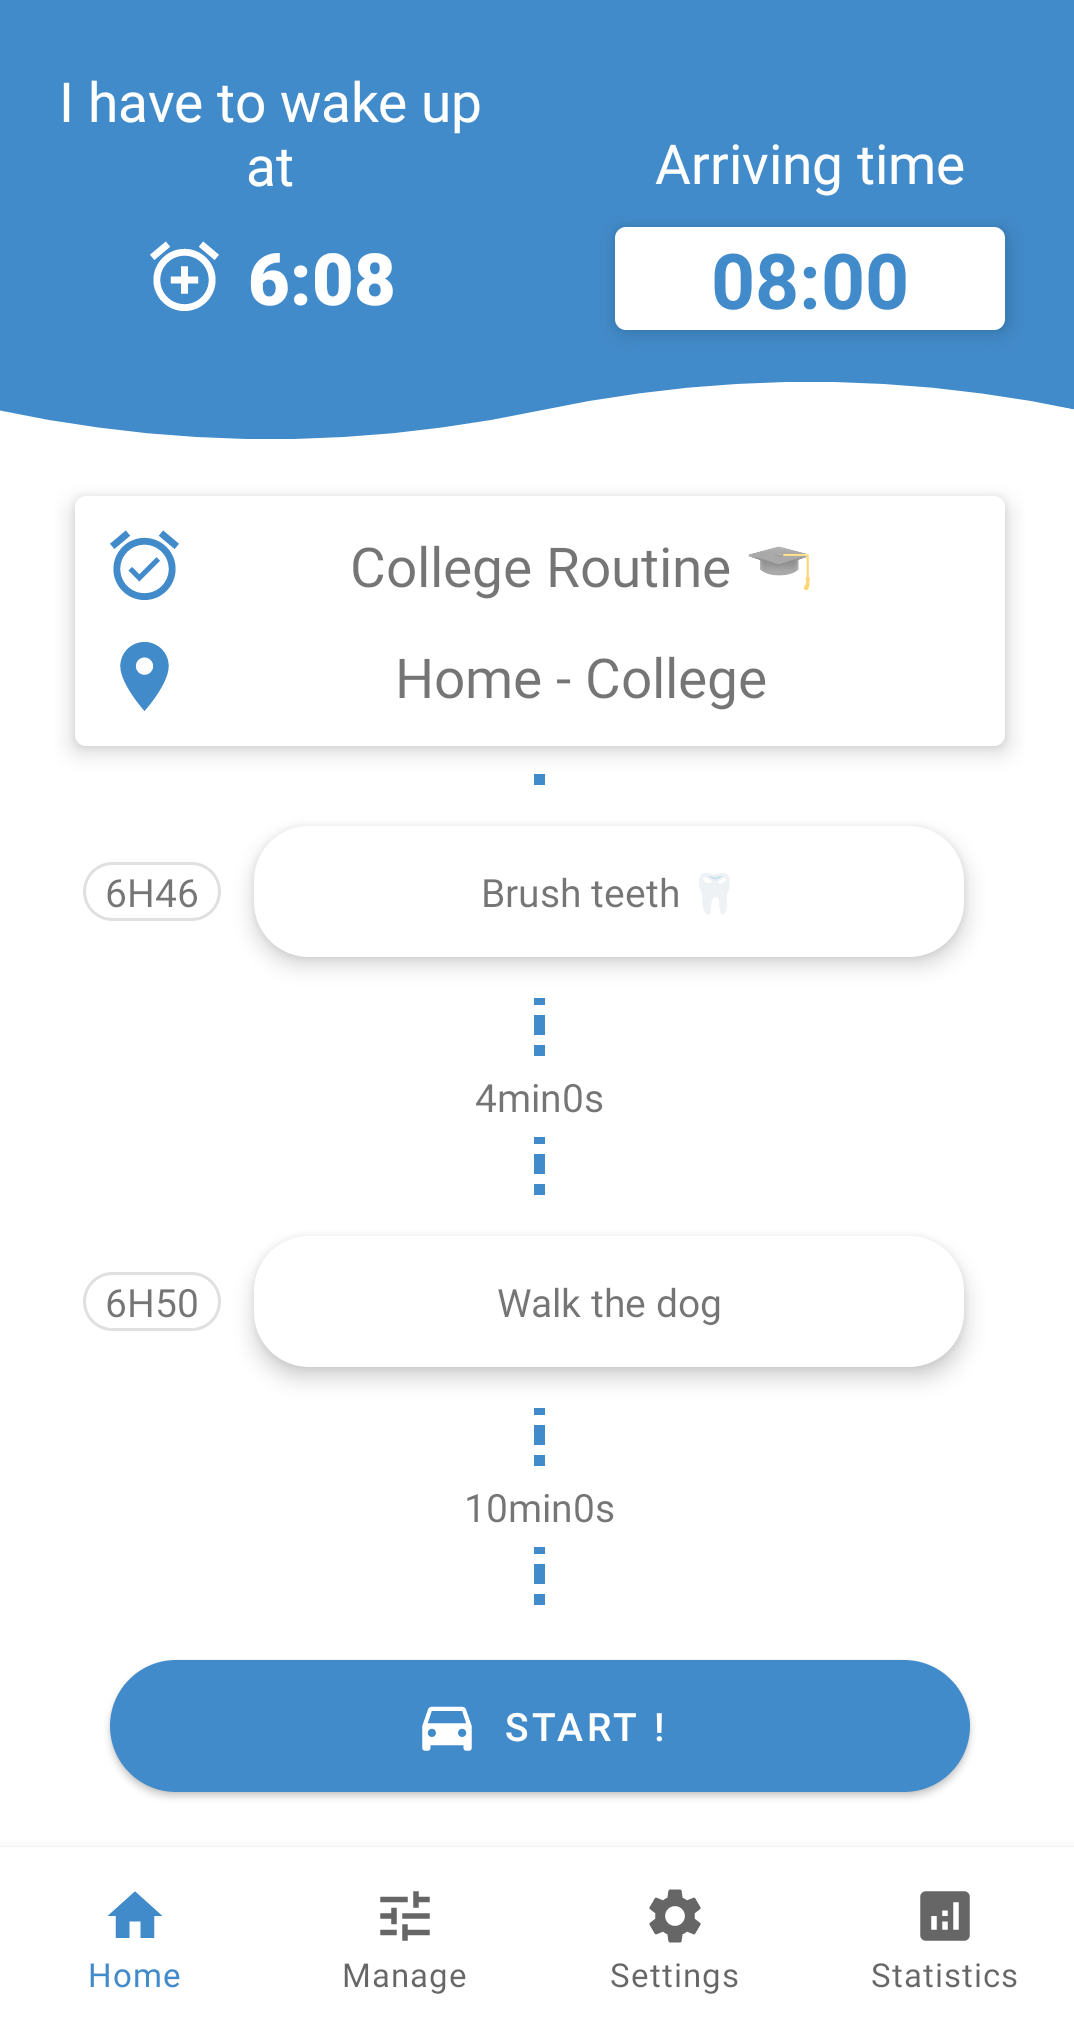 I have to wake up
at
Arriving time
6:08
08:00
College Routine 🎓
Home - College
6H46
Brush teeth 🦷
4min0s
6H50
Walk the dog
10min0s
START !
Home
Manage
Settings
Statistics